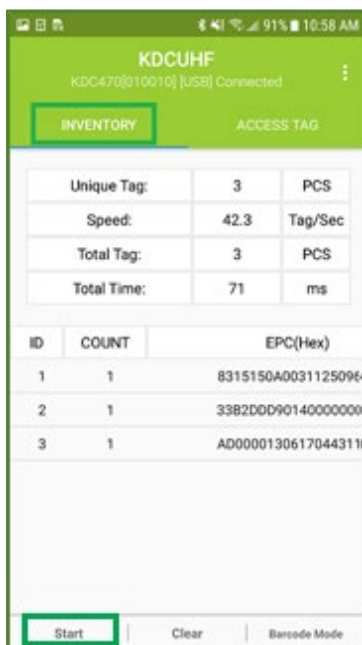 91% 10:58 AM
KDCUHF
KDC470[010010] [USB] Connected
INVENTORY ACCESS TAG
Unique Tag: 3 PCS
Speed: 42.3 Tag/Sec
Total Tag: 3 PCS
Total Time: 71 ms
ID COUNT EPC(Hex)
1 1 8315150A0031125096
2 1 33B2DDD90140000000
3 1 AD0000130617044311
Start Clear Barcode Mode